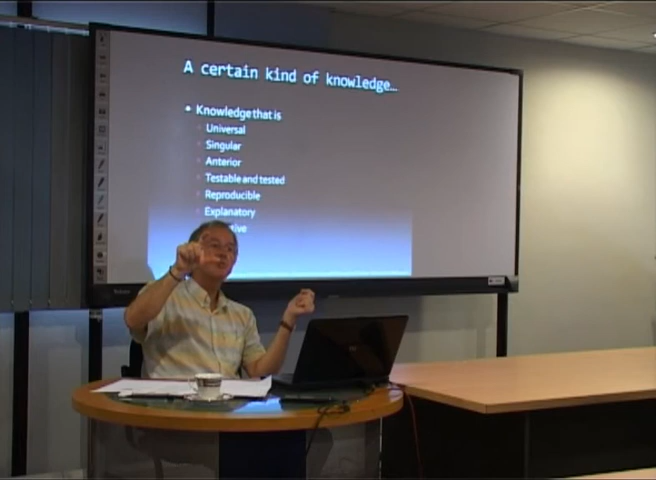 A certain kind of knowledge…
Knowledge that is
Universal
Singular
Anterior
Testable and tested
Reproducible
Explanatory